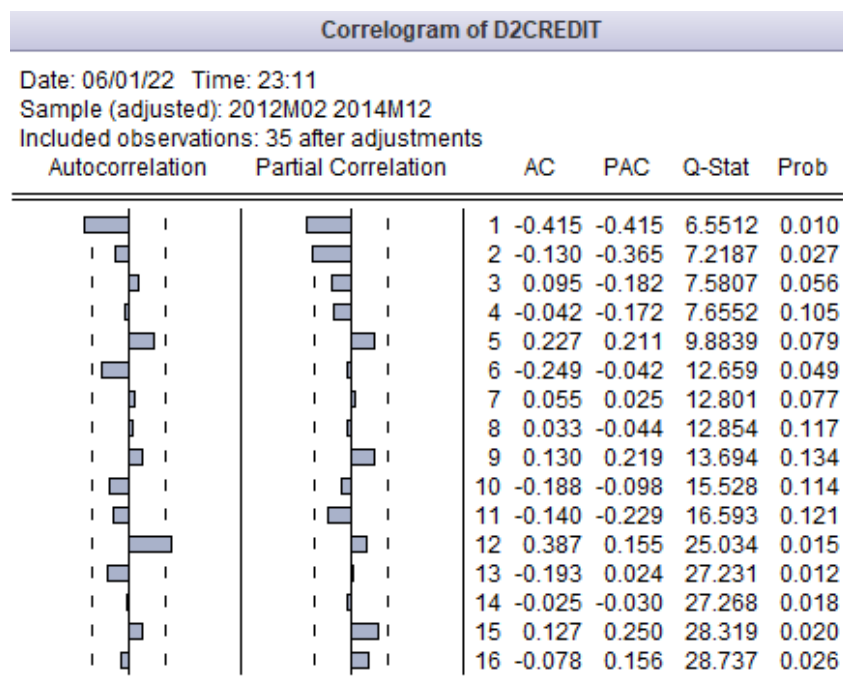 Correlogram of D2CREDIT
Date: 06/01/22 Time: 23:11
Sample (adjusted): 2012M02 2014M12
Included observations: 35 after adjustments
Autocorrelation Partial Correlation AC PAC Q-Stat Prob
1 -0.415 -0.415 6.5512 0.010
2 -0.130 -0.365 7.2187 0.027
3 0.095 -0.182 7.5807 0.056
4 -0.042 -0.172 7.6552 0.105
5 0.227 0.211 9.8839 0.079
6 -0.249 -0.042 12.659 0.049
7 0.055 0.025 12.801 0.077
8 0.033 -0.044 12.854 0.117
9 0.130 0.219 13.694 0.134
10 -0.188 -0.098 15.528 0.114
11 -0.140 -0.229 16.593 0.121
12 0.387 0.155 25.034 0.015
13 -0.193 0.024 27.231 0.012
14 -0.025 -0.030 27.268 0.018
15 0.127 0.250 28.319 0.020
16 -0.078 0.156 28.737 0.026